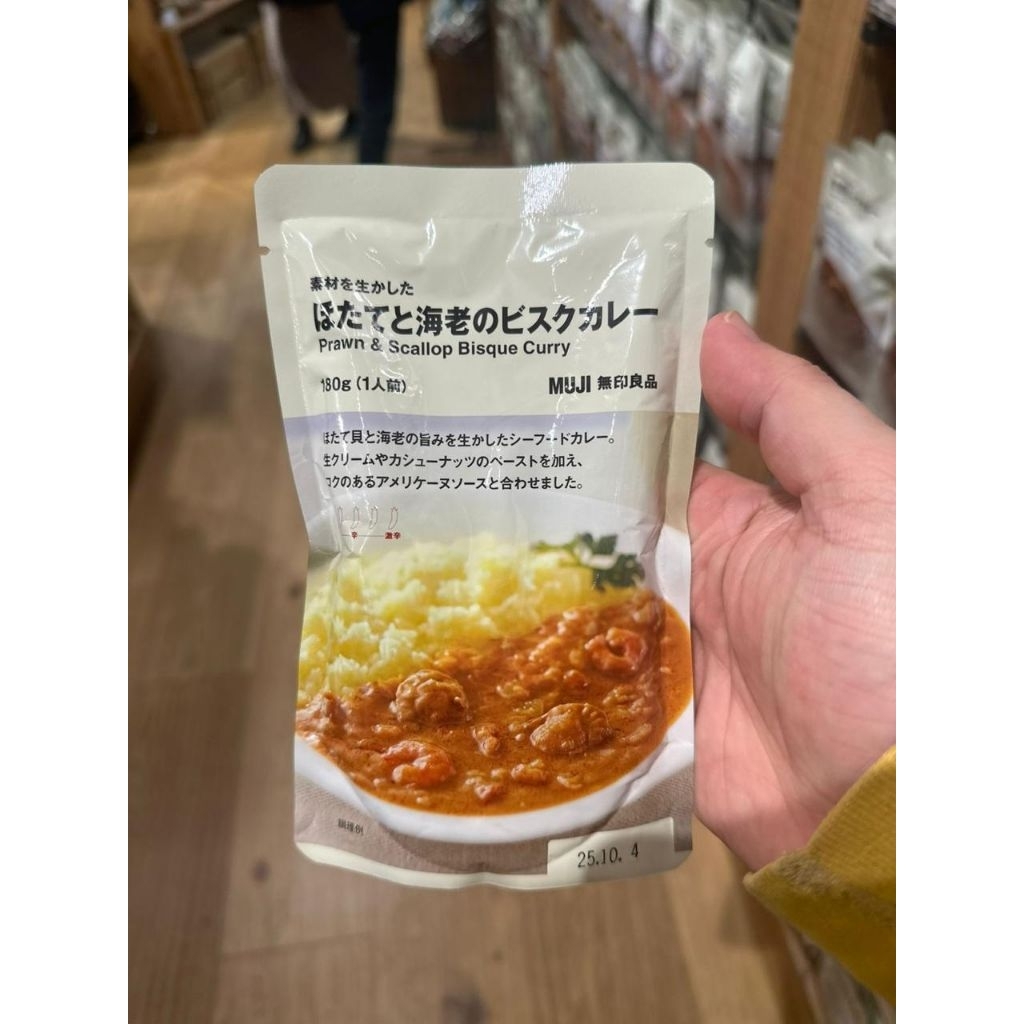 素材を生かした
ほたてと海老のビスクカレー
Prawn & Scallop Bisque Curry
180g（1人前）
MUJI 無印良品
ほたて貝と海老の旨みを生かしたシーフードカレー。
生クリームやカシューナッツのペーストを加え、
コクのあるアメリケーヌソースと合わせました。
辛 激辛
調理例
25.10. 4